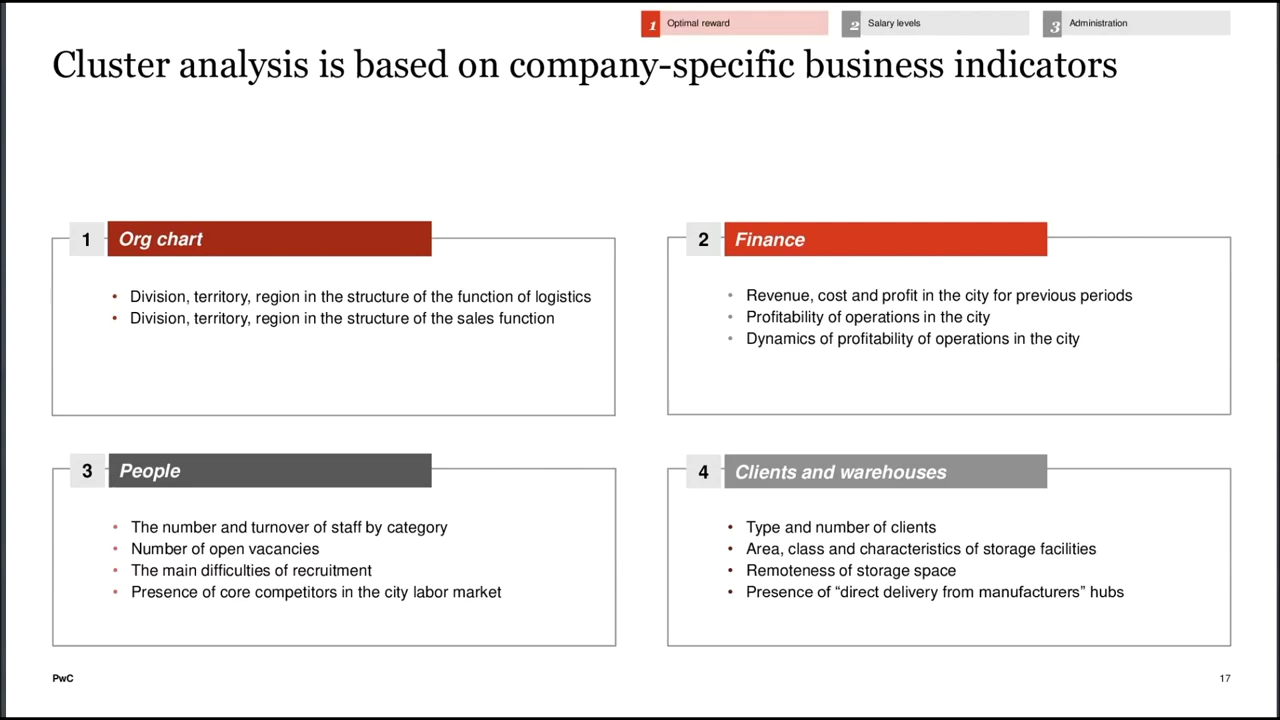 1 Optimal reward
2 Salary levels
3 Administration
Cluster analysis is based on company-specific business indicators
1 Org chart
• Division, territory, region in the structure of the function of logistics
• Division, territory, region in the structure of the sales function
2 Finance
• Revenue, cost and profit in the city for previous periods
• Profitability of operations in the city
• Dynamics of profitability of operations in the city
3 People
• The number and turnover of staff by category
• Number of open vacancies
• The main difficulties of recruitment
• Presence of core competitors in the city labor market
4 Clients and warehouses
• Type and number of clients
• Area, class and characteristics of storage facilities
• Remoteness of storage space
• Presence of “direct delivery from manufacturers” hubs
PwC
17